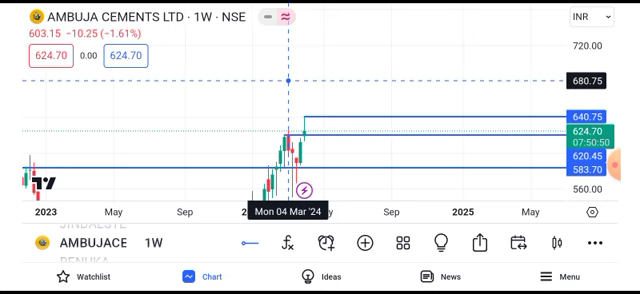 AMBUJA CEMENTS LTD · 1W · NSE
603.15 −10.25 (−1.61%)
624.70 0.00 624.70
INR
720.00
680.75
640.75
624.70
07:50:50
620.45
583.70
560.00
2023 May Sep Mon 04 Mar '24 Sep 2025 May
AMBUJACE 1W
Watchlist Chart Ideas News Menu